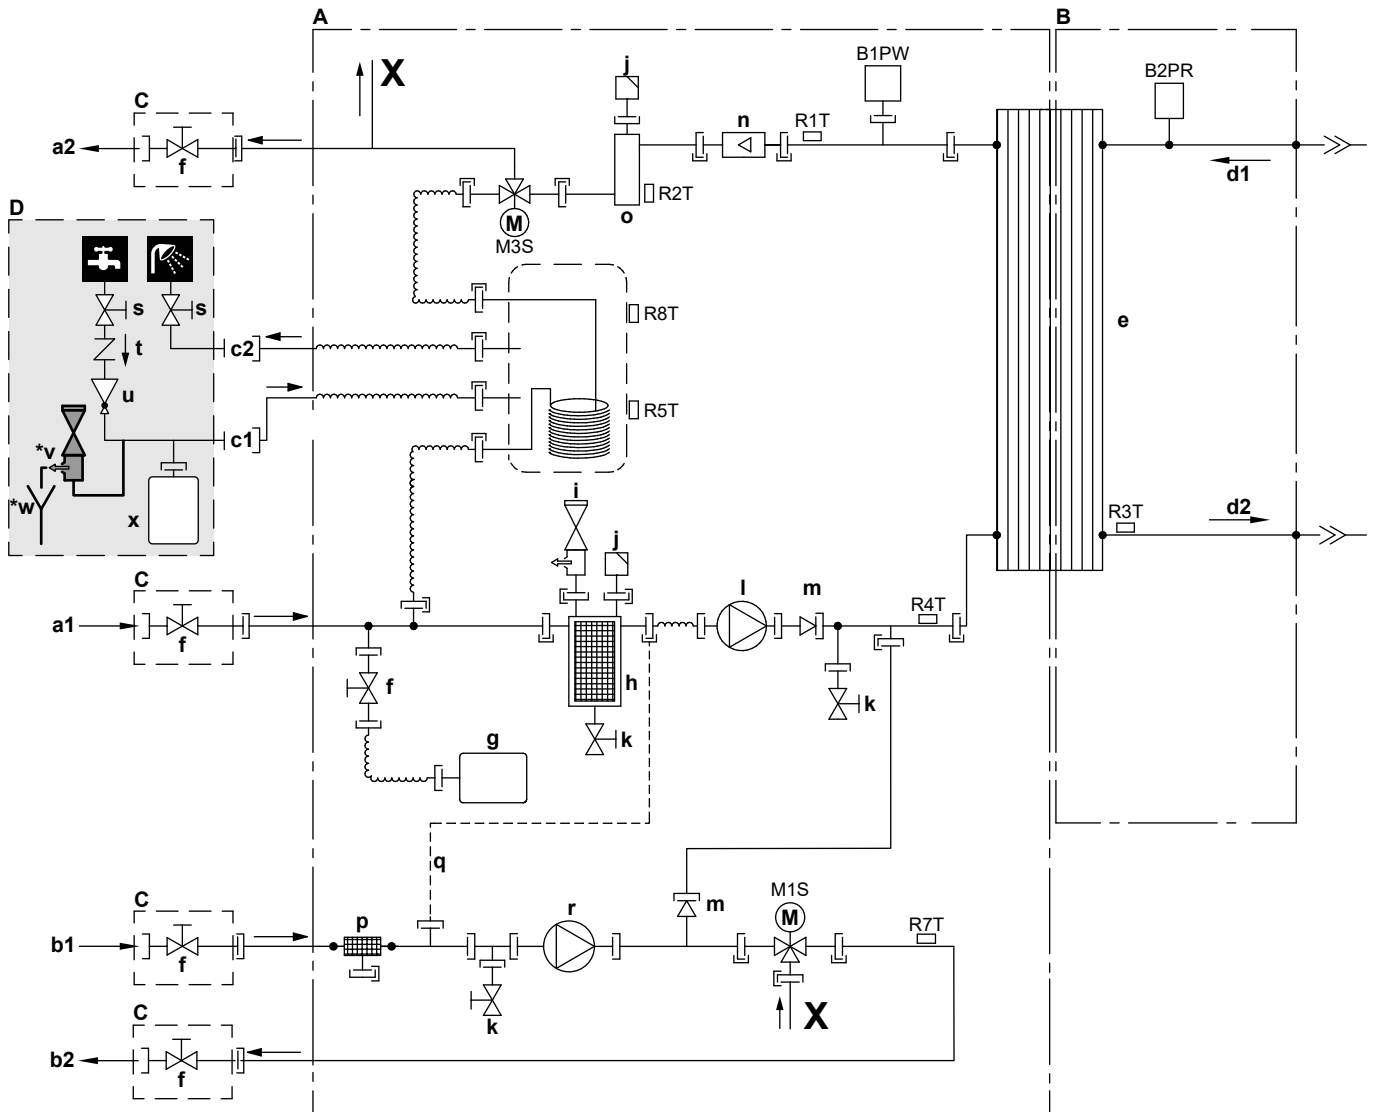 A
B
X
j
B1PW
B2PR
C
n
R1T
a2
f
d1
R2T
D
M
o
M3S
s
s
R8T
e
c2
t
u
R5T
c1
*v
i
*w
x
j
R3T
d2
C
l
m
R4T
a1
f
f
h
k
k
g
q
C
p
r
m
M1S
M
R7T
b1
f
k
X
C
b2
f